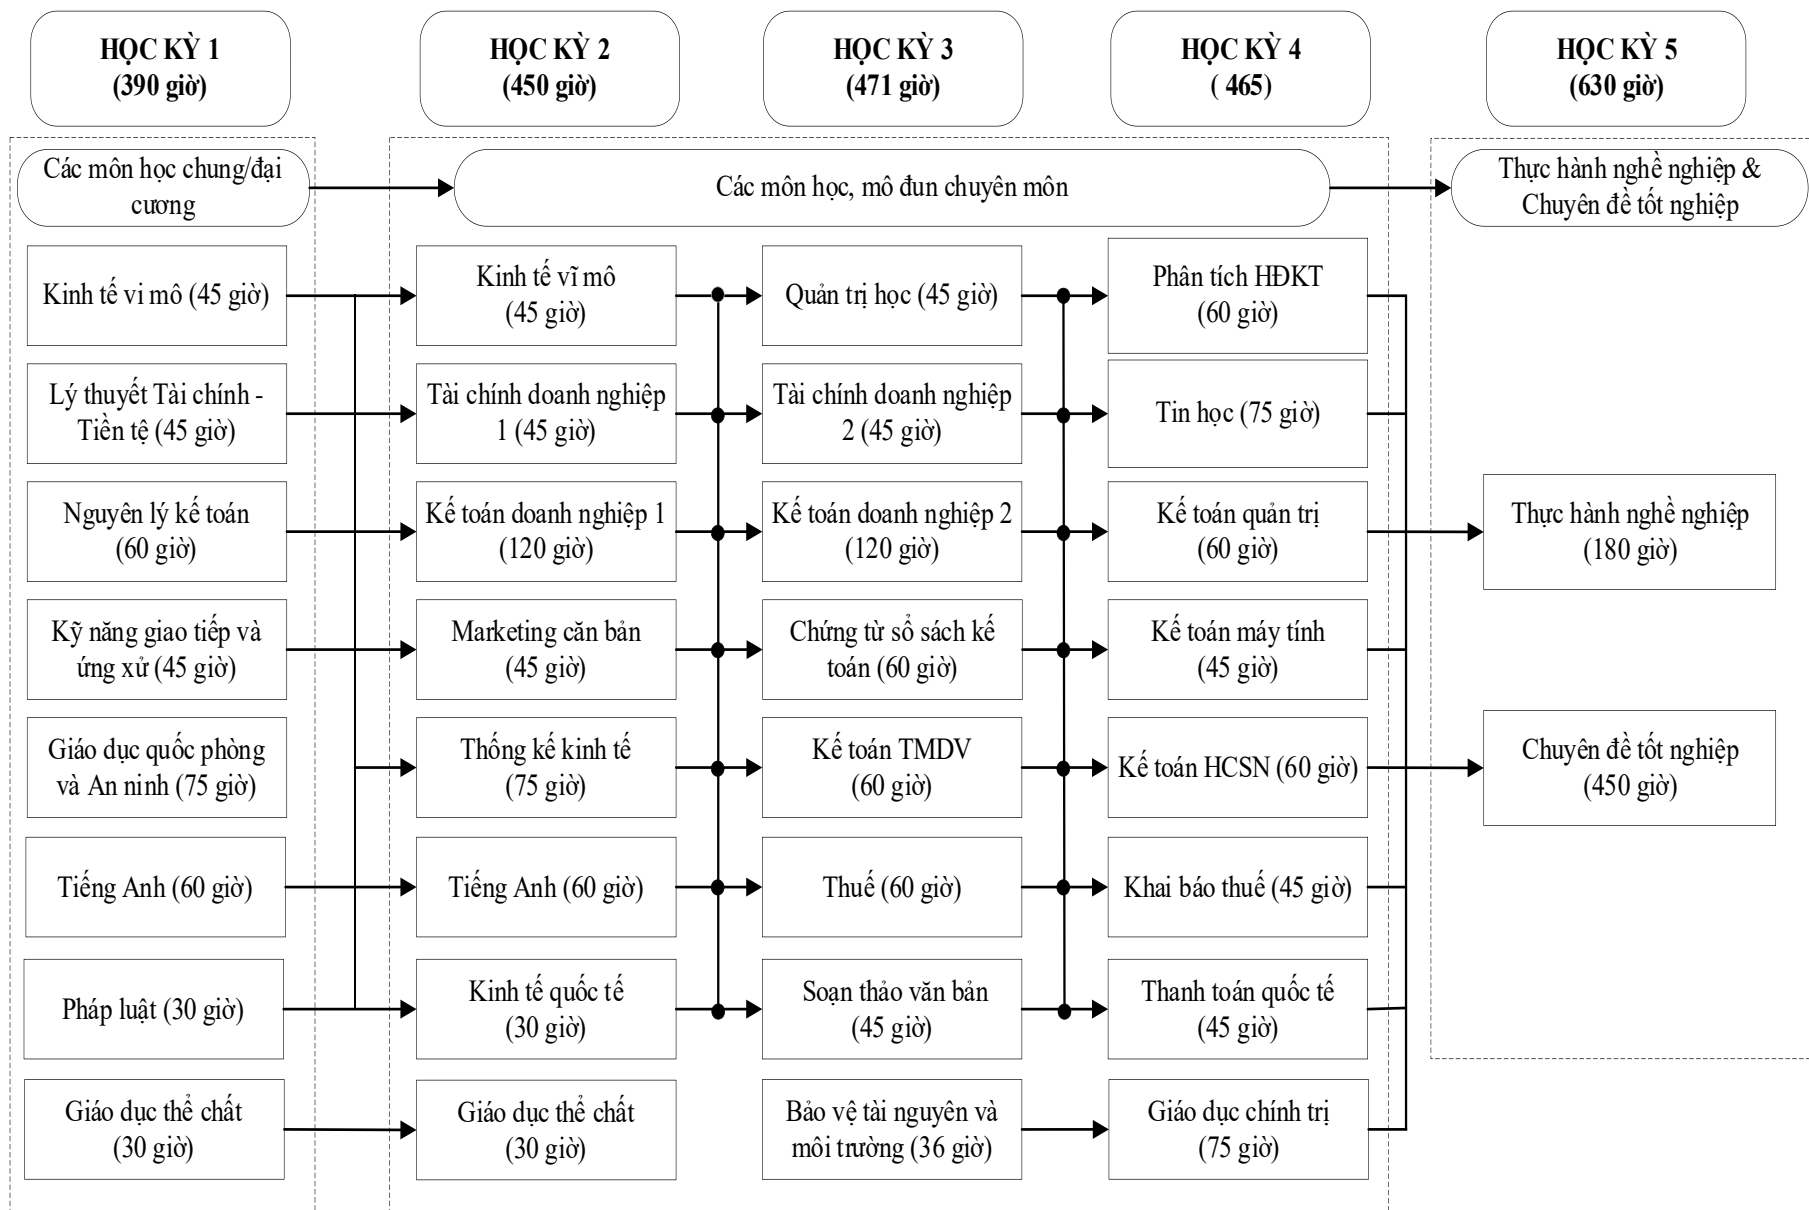 HỌC KỲ 1
(390 giờ)
HỌC KỲ 2
(450 giờ)
HỌC KỲ 3
(471 giờ)
HỌC KỲ 4
( 465)
HỌC KỲ 5
(630 giờ)
Các môn học chung/đại
cương
Các môn học, mô đun chuyên môn
Thực hành nghề nghiệp &
Chuyên đề tốt nghiệp
Kinh tế vi mô (45 giờ)
Kinh tế vĩ mô
(45 giờ)
Quản trị học (45 giờ)
Phân tích HĐKT
(60 giờ)
Lý thuyết Tài chính -
Tiền tệ (45 giờ)
Tài chính doanh nghiệp
1 (45 giờ)
Tài chính doanh nghiệp
2 (45 giờ)
Tin học (75 giờ)
Nguyên lý kế toán
(60 giờ)
Kế toán doanh nghiệp 1
(120 giờ)
Kế toán doanh nghiệp 2
(120 giờ)
Kế toán quản trị
(60 giờ)
Thực hành nghề nghiệp
(180 giờ)
Kỹ năng giao tiếp và
ứng xử (45 giờ)
Marketing căn bản
(45 giờ)
Chứng từ sổ sách kế
toán (60 giờ)
Kế toán máy tính
(45 giờ)
Giáo dục quốc phòng
và An ninh (75 giờ)
Thống kế kinh tế
(75 giờ)
Kế toán TMDV
(60 giờ)
Kế toán HCSN (60 giờ)
Chuyên đề tốt nghiệp
(450 giờ)
Tiếng Anh (60 giờ)
Tiếng Anh (60 giờ)
Thuế (60 giờ)
Khai báo thuế (45 giờ)
Pháp luật (30 giờ)
Kinh tế quốc tế
(30 giờ)
Soạn thảo văn bản
(45 giờ)
Thanh toán quốc tế
(45 giờ)
Giáo dục thể chất
(30 giờ)
Giáo dục thể chất
(30 giờ)
Bảo vệ tài nguyên và
môi trường (36 giờ)
Giáo dục chính trị
(75 giờ)